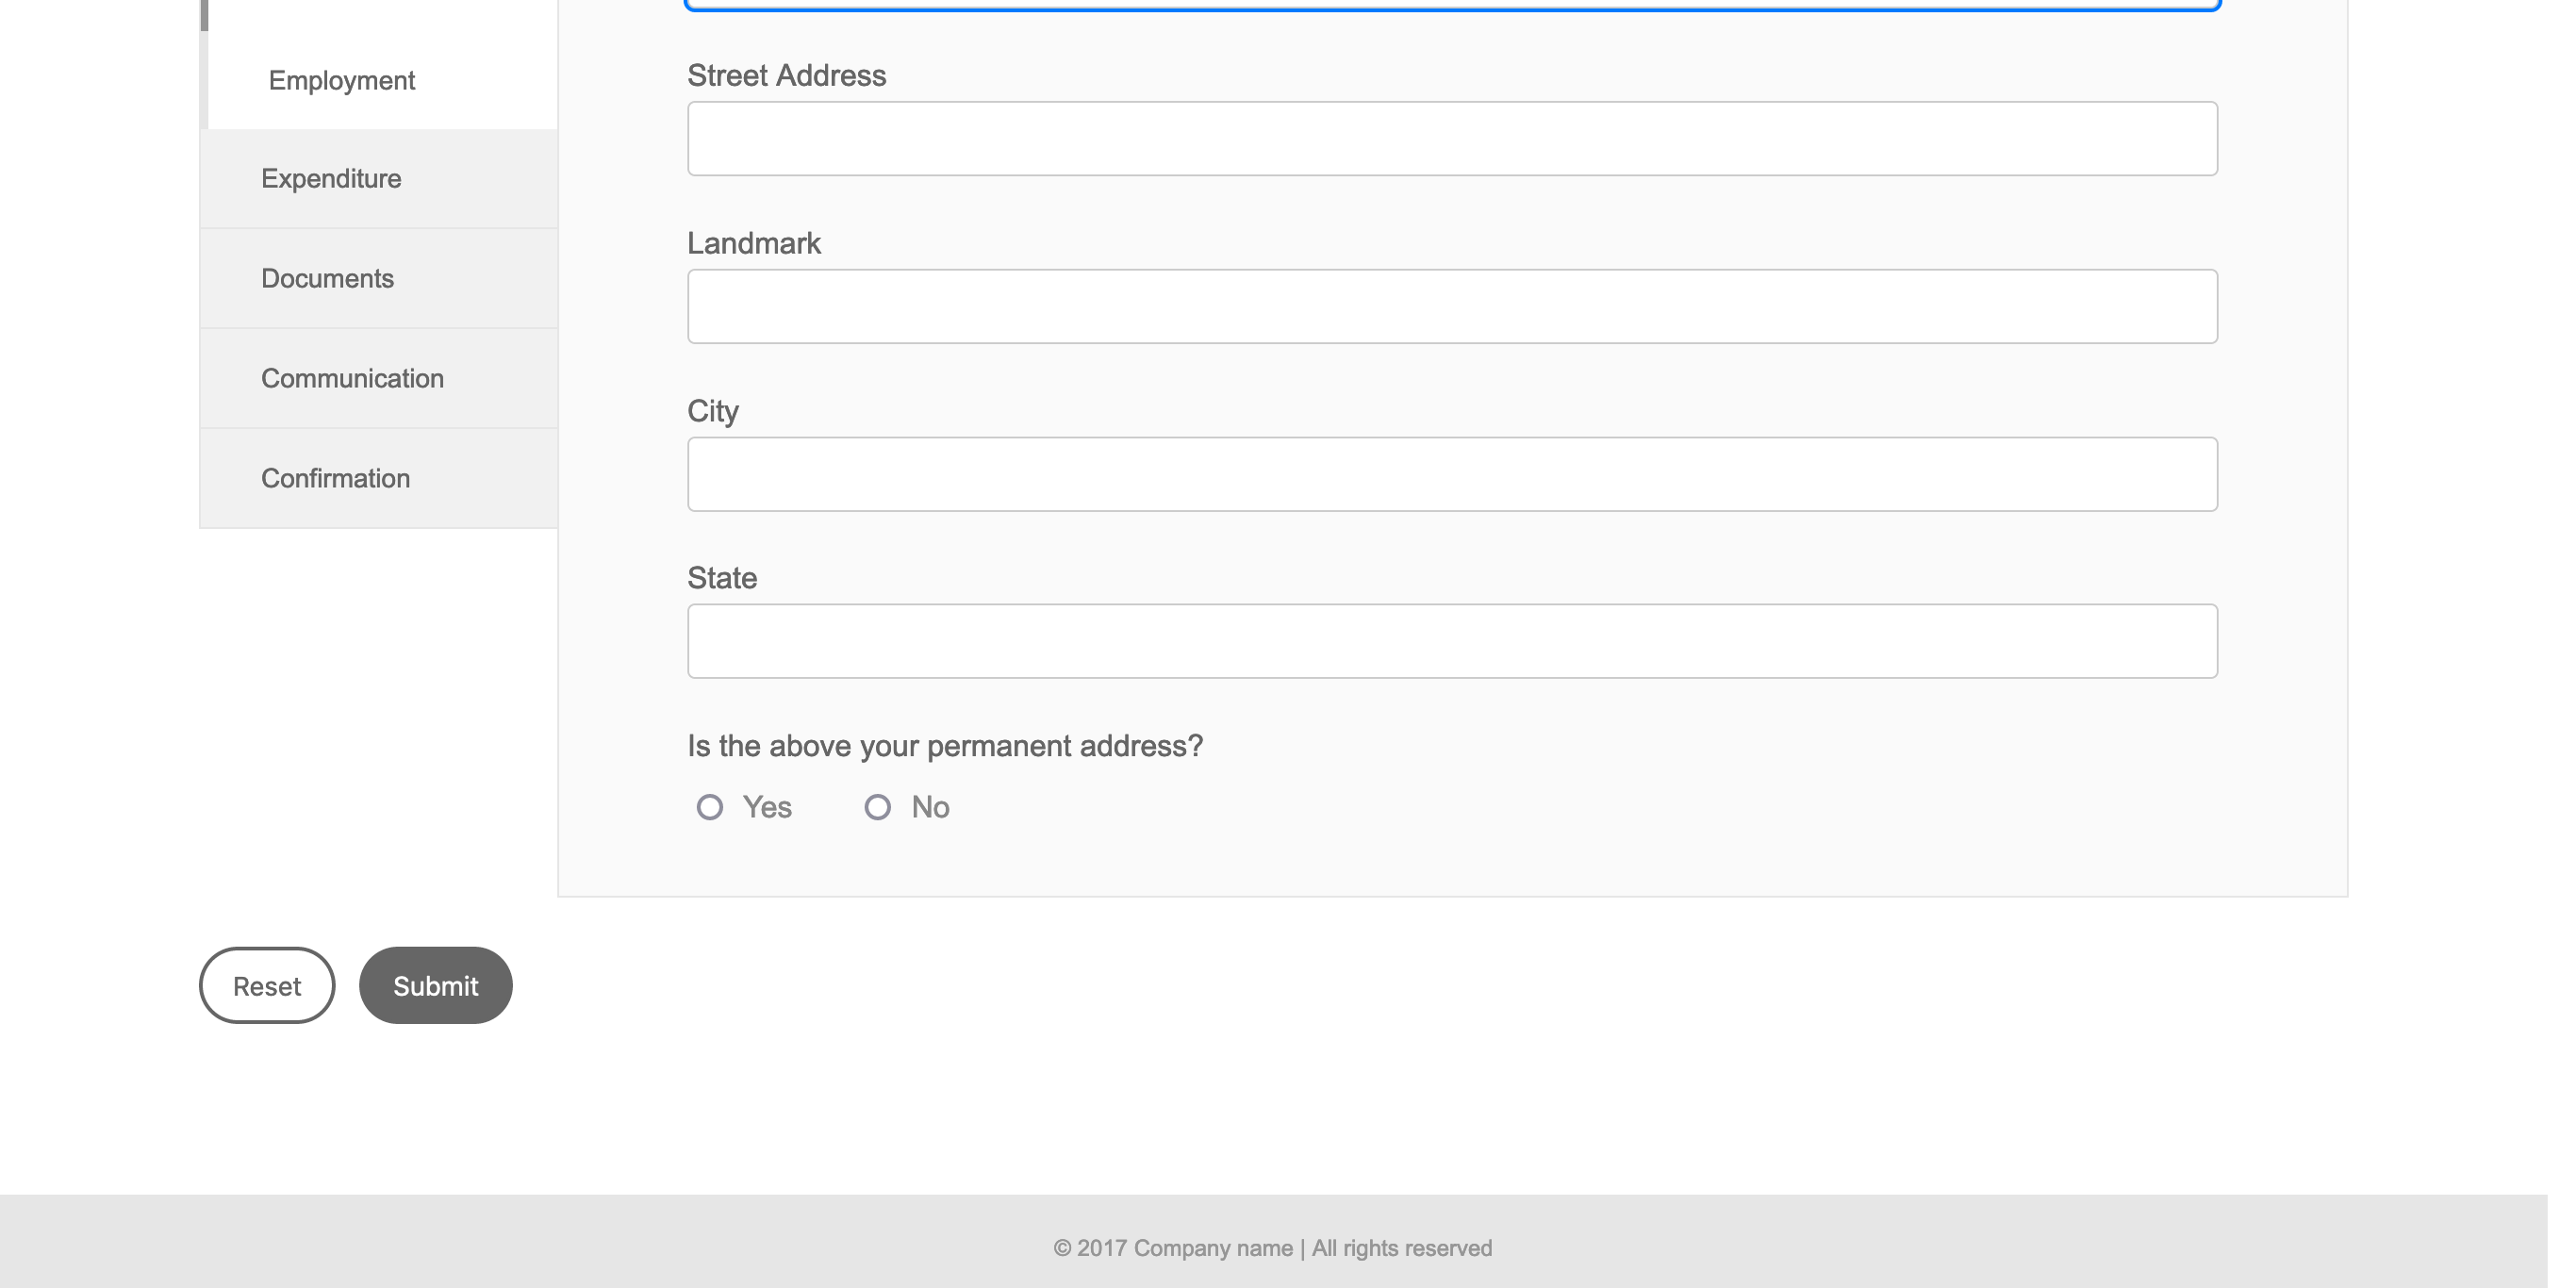 Employment
Expenditure
Documents
Communication
Confirmation
Street Address
Landmark
City
State
Is the above your permanent address?
Yes No
Reset Submit
© 2017 Company name | All rights reserved